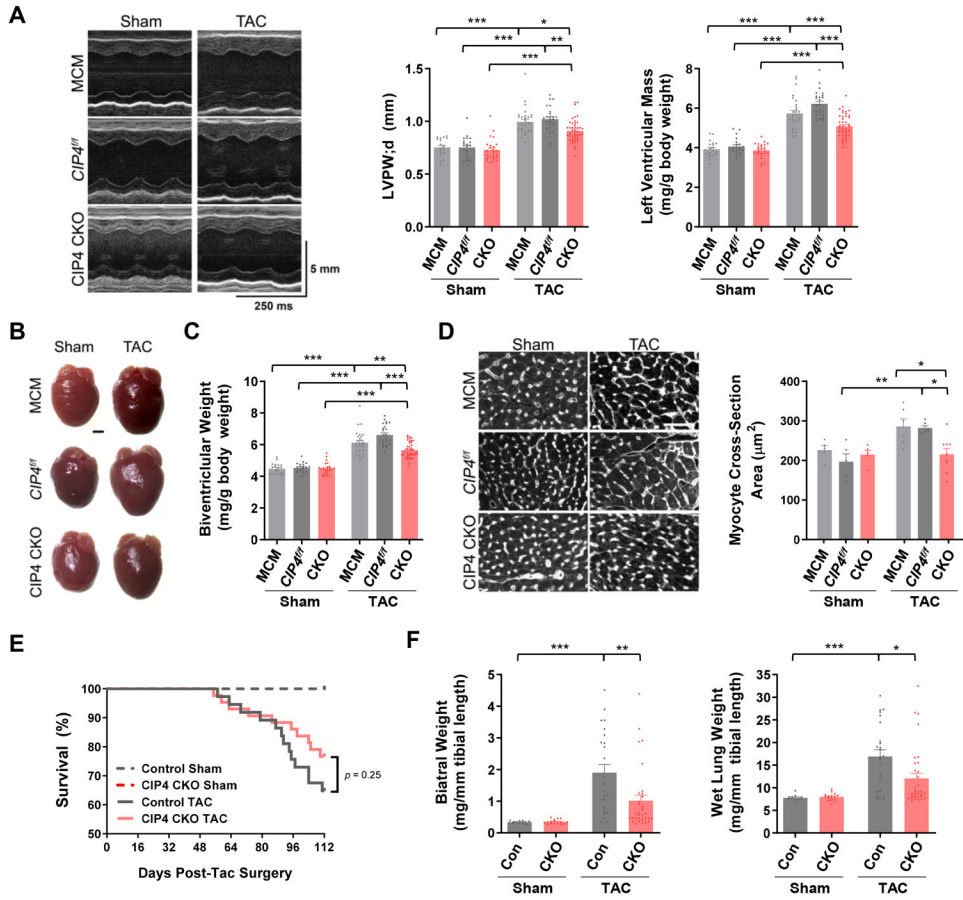 A
Sham
TAC
MCM
CIP4f/f
CIP4 CKO
5 mm
250 ms
LVPW;d (mm)
***
*
***
**
***
1.5
1.0
0.5
0.0
MCM
CIP4f/f
CKO
MCM
CIP4f/f
CKO
Sham
TAC
Left Ventricular Mass
(mg/g body weight)
***
***
***
***
***
8
6
4
2
0
MCM
CIP4f/f
CKO
MCM
CIP4f/f
CKO
Sham
TAC
B
Sham
TAC
MCM
CIP4f/f
CIP4 CKO
C
Biventricular Weight
(mg/g body weight)
***
**
***
***
***
10
8
6
4
2
0
MCM
CIP4f/f
CKO
MCM
CIP4f/f
CKO
Sham
TAC
D
Sham
TAC
MCM
CIP4f/f
CIP4 CKO
Myocyte Cross-Section
Area (μm2)
*
**
*
400
300
200
100
0
MCM
CIP4f/f
CKO
MCM
CIP4f/f
CKO
Sham
TAC
E
Survival (%)
100
90
80
70
60
50
Control Sham
CIP4 CKO Sham
Control TAC
CIP4 CKO TAC
p = 0.25
0 16 32 48 64 80 96 112
Days Post-Tac Surgery
F
Biatral Weight
(mg/mm tibial length)
***
**
5
4
3
2
1
0
Con
CKO
Con
CKO
Sham
TAC
Wet Lung Weight
(mg/mm tibial length)
***
*
35
30
25
20
15
10
5
0
Con
CKO
Con
CKO
Sham
TAC